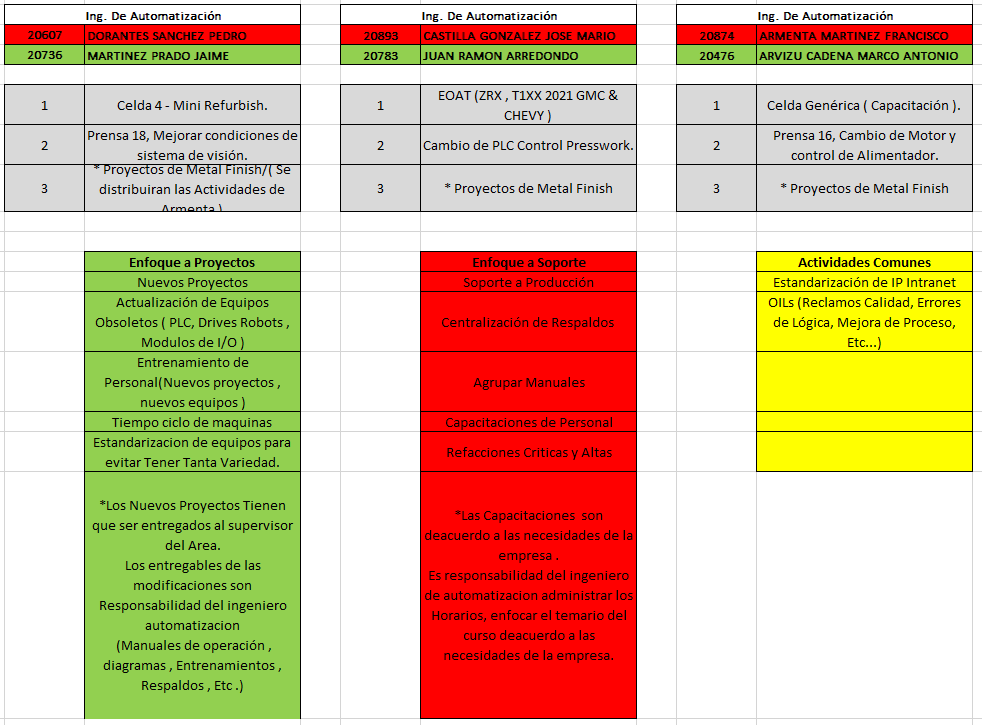 Ing. De Automatización
20607 DORANTES SANCHEZ PEDRO
20736 MARTINEZ PRADO JAIME
1 Celda 4 - Mini Refurbish.
2 Prensa 18, Mejorar condiciones de
sistema de visión.
3 * Proyectos de Metal Finish/( Se
distribuiran las Actividades de
Armenta )
Ing. De Automatización
20893 CASTILLA GONZALEZ JOSE MARIO
20783 JUAN RAMON ARREDONDO
1 EOAT (ZRX , T1XX 2021 GMC &
CHEVY )
2 Cambio de PLC Control Presswork.
3 * Proyectos de Metal Finish
Ing. De Automatización
20874 ARMENTA MARTINEZ FRANCISCO
20476 ARVIZU CADENA MARCO ANTONIO
1 Celda Genérica ( Capacitación ).
2 Prensa 16, Cambio de Motor y
control de Alimentador.
3 * Proyectos de Metal Finish
Enfoque a Proyectos
Nuevos Proyectos
Actualización de Equipos
Obsoletos ( PLC, Drives Robots ,
Modulos de I/O )
Entrenamiento de
Personal(Nuevos proyectos ,
nuevos equipos )
Tiempo ciclo de maquinas
Estandarizacion de equipos para
evitar Tener Tanta Variedad.
*Los Nuevos Proyectos Tienen
que ser entregados al supervisor
del Area.
Los entregables de las
modificaciones son
Responsabilidad del ingeniero
automatizacion
(Manuales de operación ,
diagramas , Entrenamientos ,
Respaldos , Etc .)
Enfoque a Soporte
Soporte a Producción
Centralización de Respaldos
Agrupar Manuales
Capacitaciones de Personal
Refacciones Criticas y Altas
*Las Capacitaciones son
deacuerdo a las necesidades de la
empresa .
Es responsabilidad del ingeniero
de automatizacion administrar los
Horarios, enfocar el temario del
curso deacuerdo a las
necesidades de la empresa.
Actividades Comunes
Estandarización de IP Intranet
OILs (Reclamos Calidad, Errores
de Lógica, Mejora de Proceso,
Etc...)